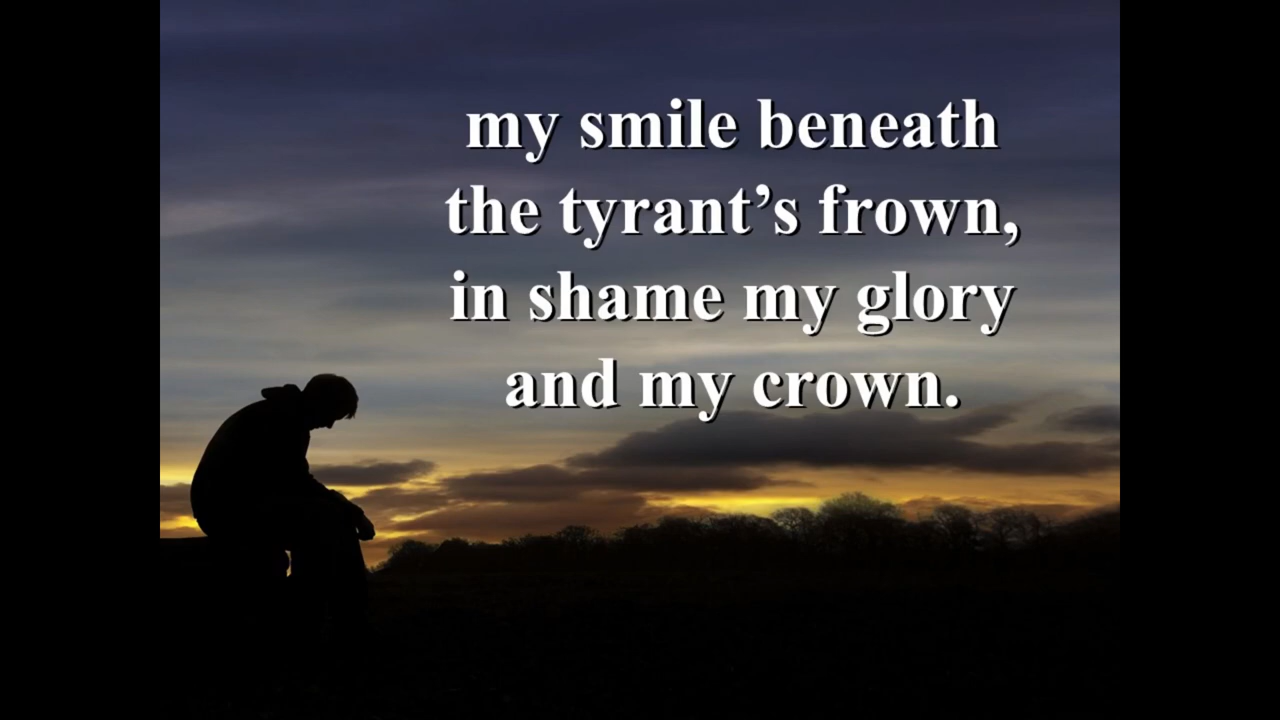 my smile beneath
the tyrant’s frown,
in shame my glory
and my crown.